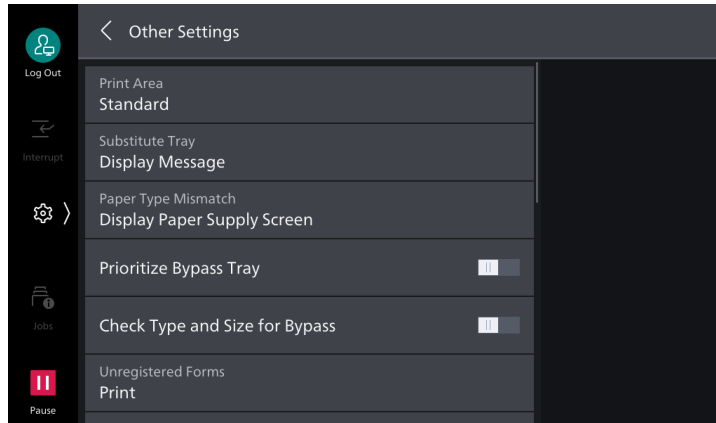 Other Settings
Log Out
Print Area
Standard
Substitute Tray
Display Message
Interrupt
Paper Type Mismatch
Display Paper Supply Screen
Prioritize Bypass Tray
Jobs
Check Type and Size for Bypass
Unregistered Forms
Print
Pause